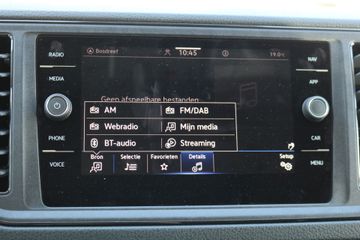 RADIO
MEDIA
PHONE
VOICE
Bosdreef 10:45 19.0
Geen afspeelbare bestanden
AM FM/DAB
Webradio Mijn media
BT-audio Streaming
Bron Selectie Favorieten Details Setup
NAV
APP
CAR
MENU